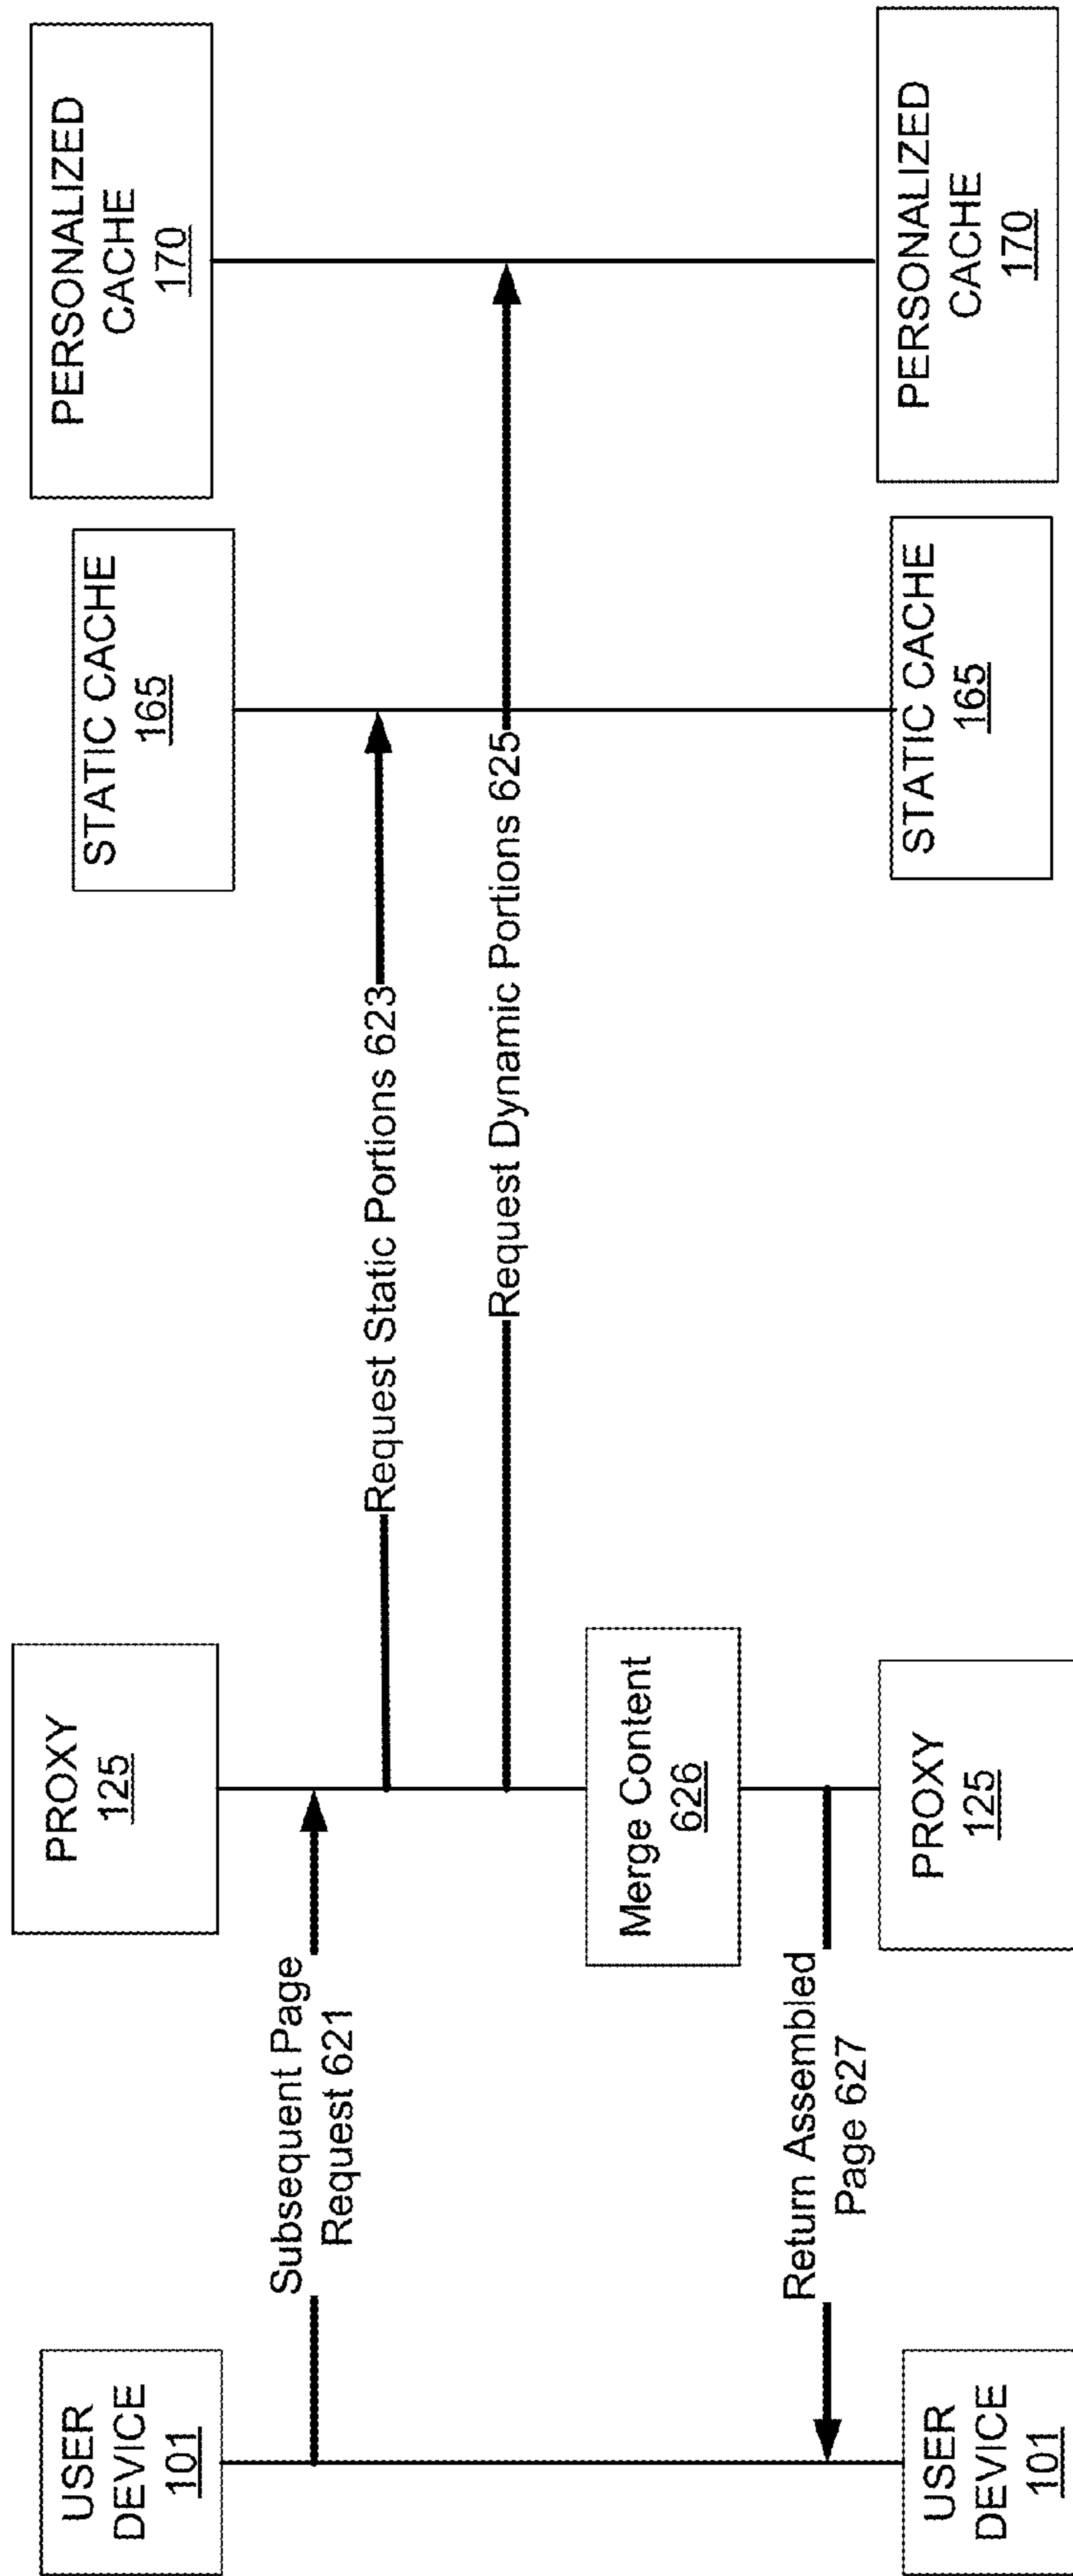 USER
DEVICE
101
PROXY
125
STATIC CACHE
165
PERSONALIZED
CACHE
170
Subsequent Page
Request 621
Request Static Portions 623
Request Dynamic Portions 625
Merge Content
626
Return Assembled
Page 627
USER
DEVICE
101
PROXY
125
STATIC CACHE
165
PERSONALIZED
CACHE
170